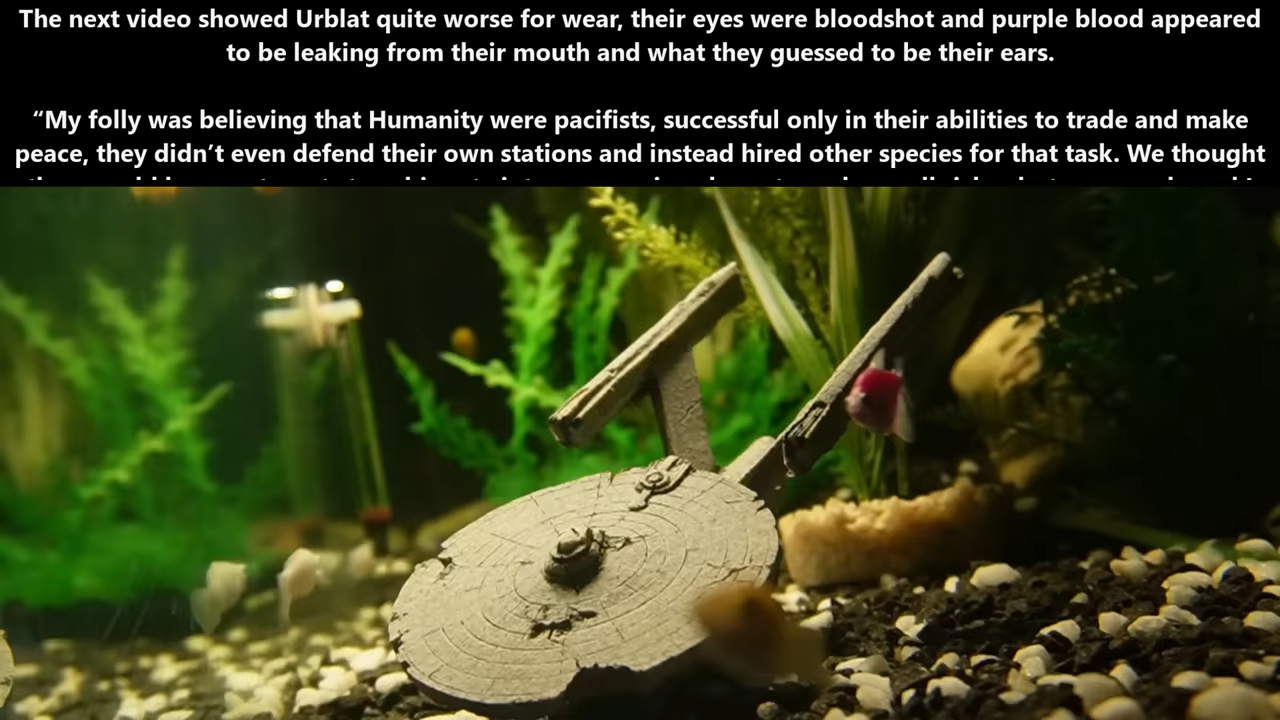 The next video showed Urblat quite worse for wear, their eyes were bloodshot and purple blood appeared
to be leaking from their mouth and what they guessed to be their ears.
“My folly was believing that Humanity were pacifists, successful only in their abilities to trade and make
peace, they didn’t even defend their own stations and instead hired other species for that task. We thought